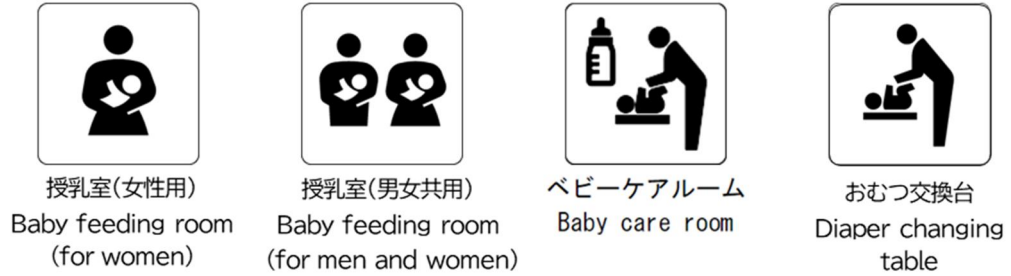 授乳室(女性用)
Baby feeding room
(for women)
授乳室(男女共用)
Baby feeding room
(for men and women)
ベビーケアルーム
Baby care room
おむつ交換台
Diaper changing
table